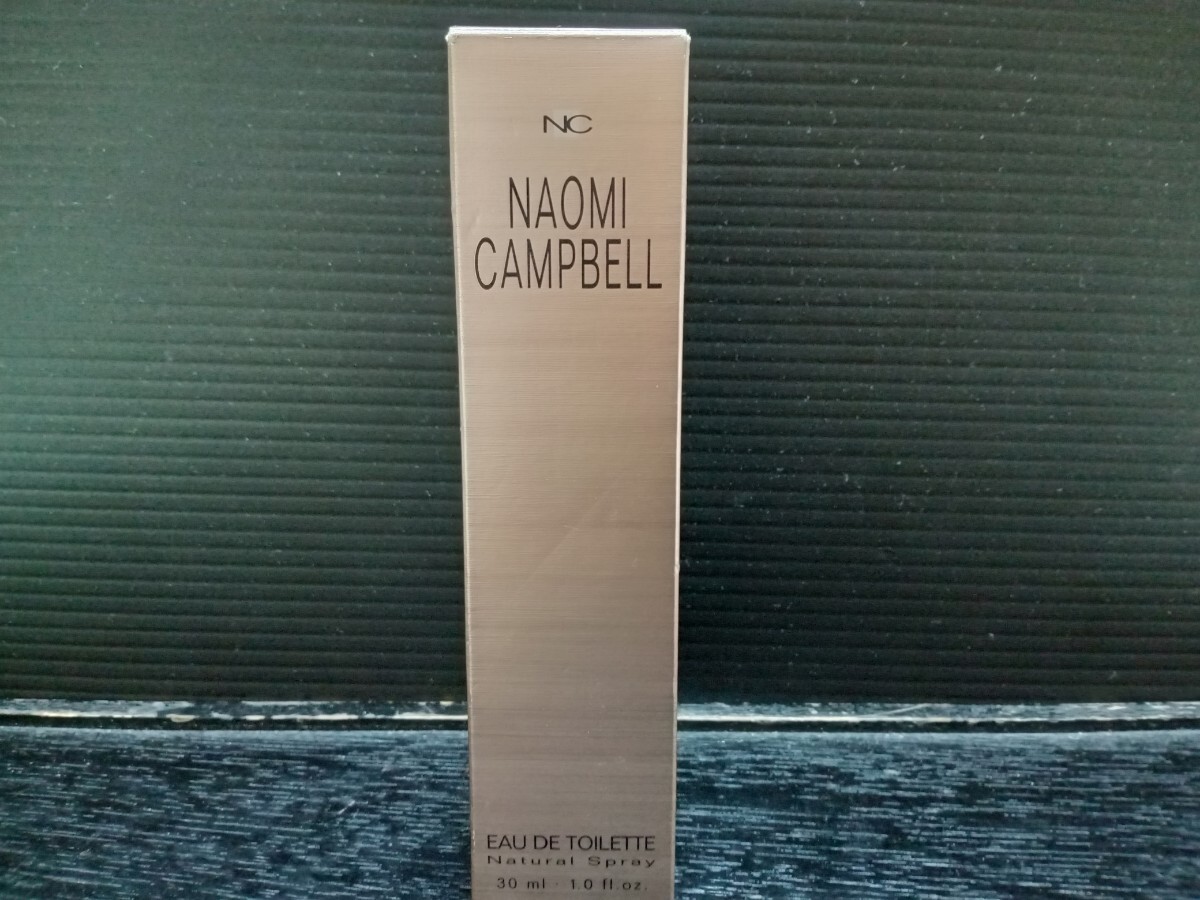 NC
NAOMI
CAMPBELL
EAU DE TOILETTE
Natural Spray
30 ml · 1.0 fl.oz.